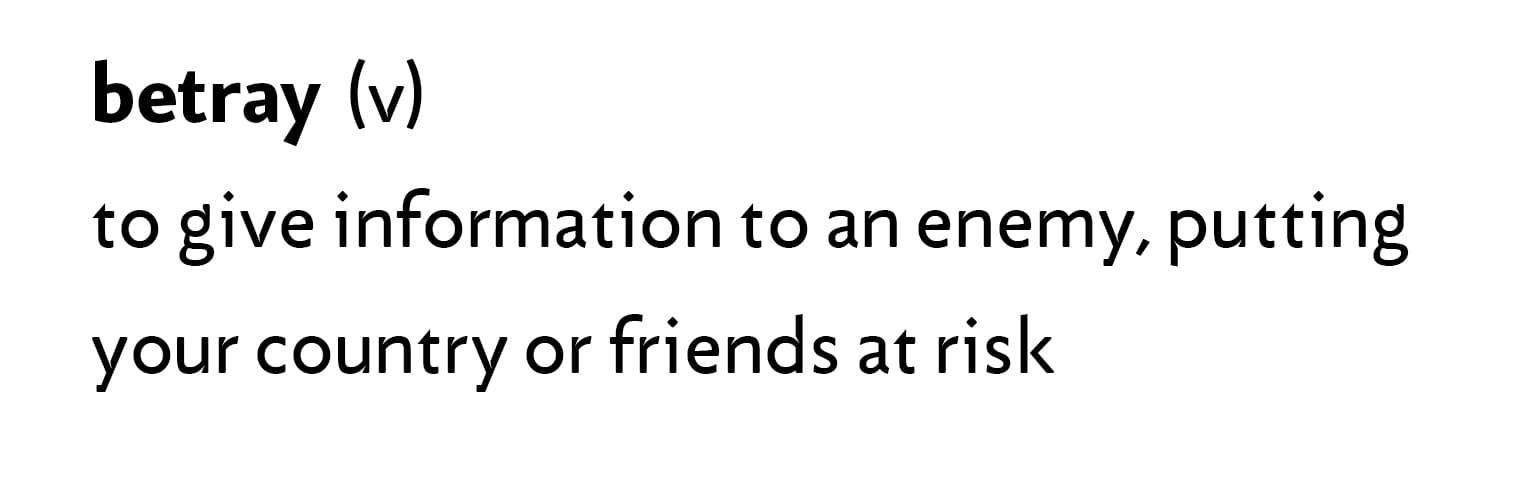 betray (v)
to give information to an enemy, putting
your country or friends at risk